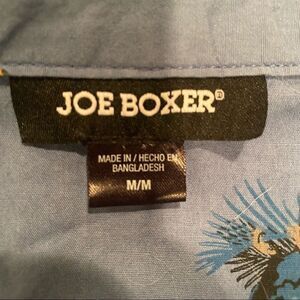 JOE BOXER®
MADE IN / HECHO EN
BANGLADESH
M/M